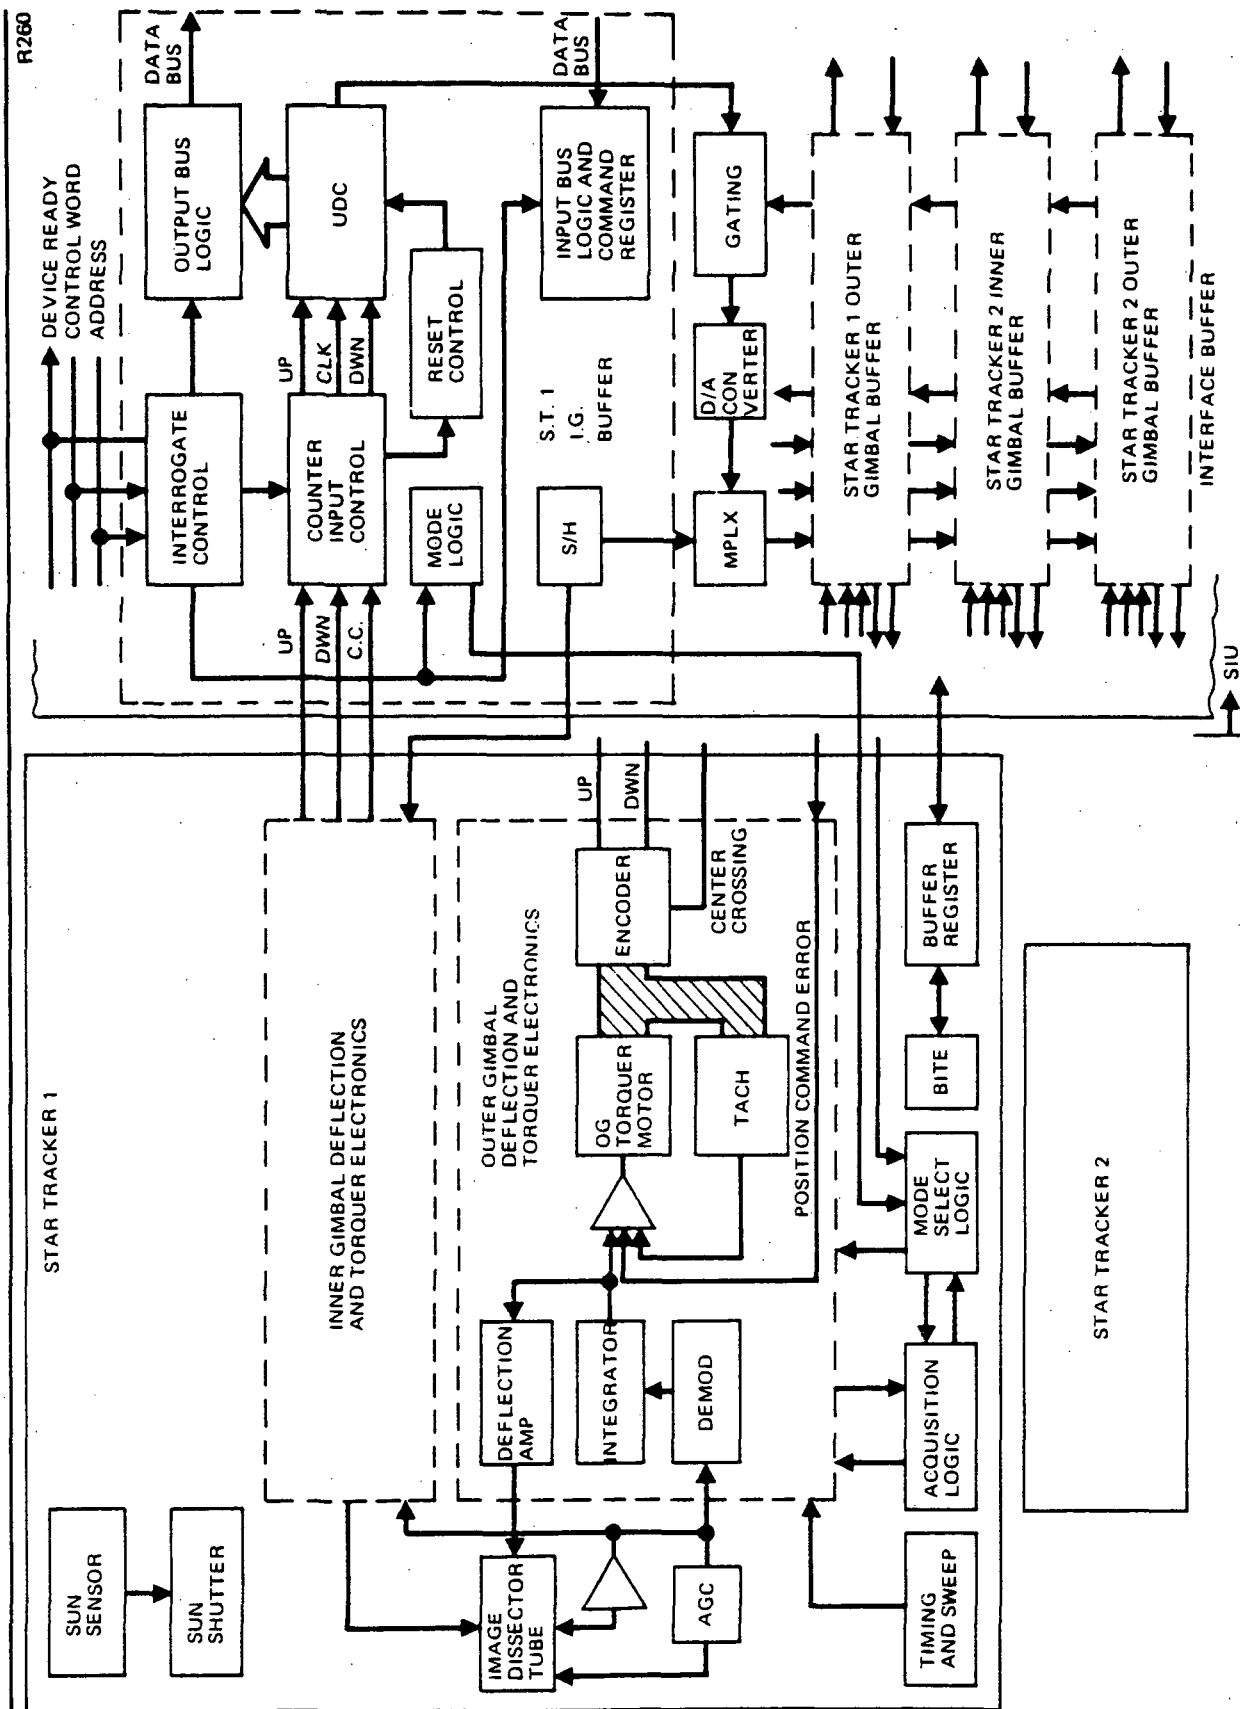 R260
STAR TRACKER 1
SUN
SENSOR
SUN
SHUTTER
INNER GIMBAL DEFLECTION
AND TORQUER ELECTRONICS
IMAGE
DISSECTOR
TUBE
AGC
DEFLECTION
AMP
INTEGRATOR
DEMOD
OUTER GIMBAL
DEFLECTION AND
TORQUER ELECTRONICS
OG
TORQUER
MOTOR
TACH
ENCODER
UP
DWN
CENTER
CROSSING
POSITION COMMAND ERROR
TIMING
AND SWEEP
ACQUISITION
LOGIC
MODE
SELECT
LOGIC
BITE
BUFFER
REGISTER
STAR TRACKER 2
SIU
DEVICE READY
CONTROL WORD
ADDRESS
INTERROGATE
CONTROL
OUTPUT BUS
LOGIC
DATA
BUS
UP
DWN
C.C.
COUNTER
INPUT
CONTROL
UP
CLK
DWN
UDC
MODE
LOGIC
RESET
CONTROL
S.T. 1
I.G.
BUFFER
S/H
INPUT BUS
LOGIC AND
COMMAND
REGISTER
DATA
BUS
MPLX
D/A
CON
VERTER
GATING
STAR TRACKER 1 OUTER
GIMBAL BUFFER
STAR TRACKER 2 INNER
GIMBAL BUFFER
STAR TRACKER 2 OUTER
GIMBAL BUFFER
INTERFACE BUFFER